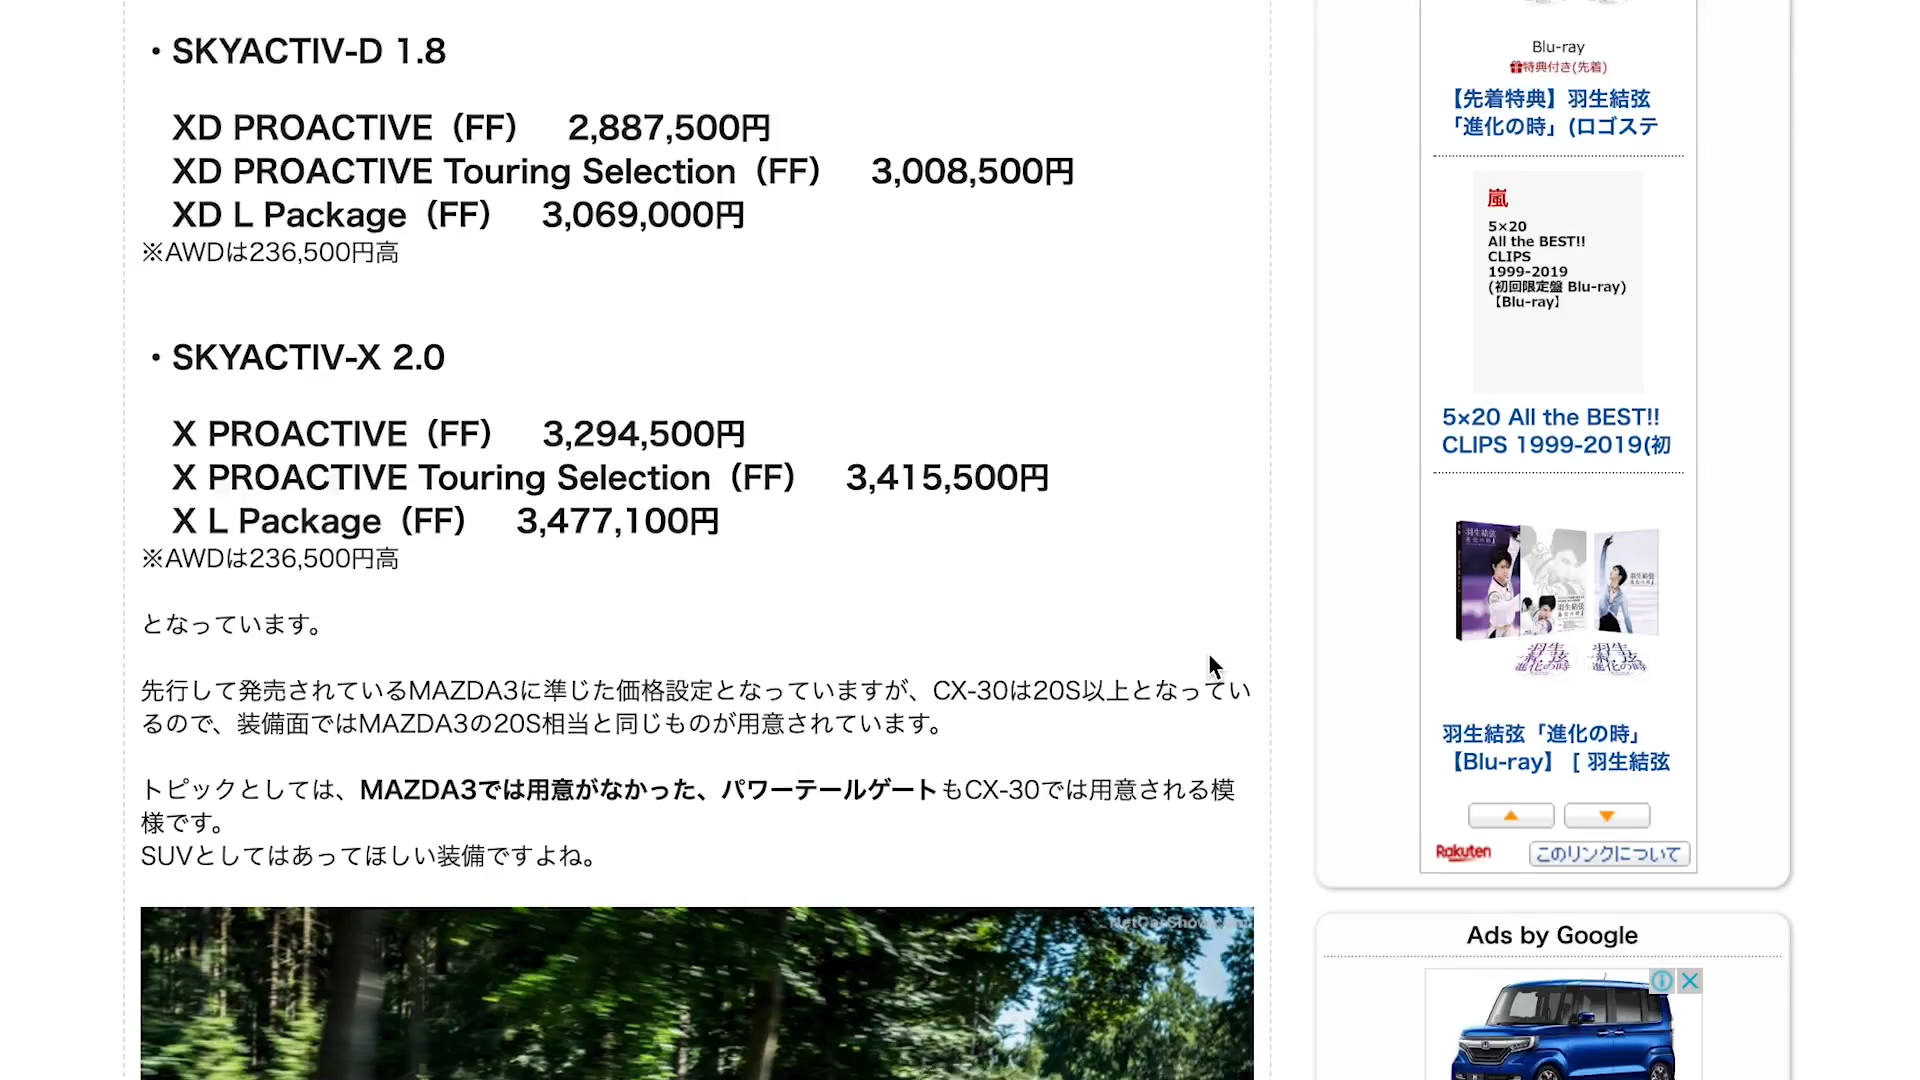 ・SKYACTIV-D 1.8
XD PROACTIVE（FF）　2,887,500円
XD PROACTIVE Touring Selection（FF）　3,008,500円
XD L Package（FF）　3,069,000円
※AWDは236,500円高
・SKYACTIV-X 2.0
X PROACTIVE（FF）　3,294,500円
X PROACTIVE Touring Selection（FF）　3,415,500円
X L Package（FF）　3,477,100円
※AWDは236,500円高
となっています。
先行して発売されているMAZDA3に準じた価格設定となっていますが、CX-30は20S以上となってい
るので、装備面ではMAZDA3の20S相当と同じものが用意されています。
トピックとしては、MAZDA3では用意がなかった、パワーテールゲートもCX-30では用意される模
様です。
SUVとしてはあってほしい装備ですよね。
Blu-ray
特典付き(先着)
【先着特典】羽生結弦
「進化の時」(ロゴステ
嵐
5×20
All the BEST!!
CLIPS
1999-2019
(初回限定盤 Blu-ray)
【Blu-ray】
5×20 All the BEST!!
CLIPS 1999-2019(初
羽生結弦
進化の時
羽生結弦「進化の時」
【Blu-ray】 [ 羽生結弦
Rakuten
このリンクについて
Ads by Google